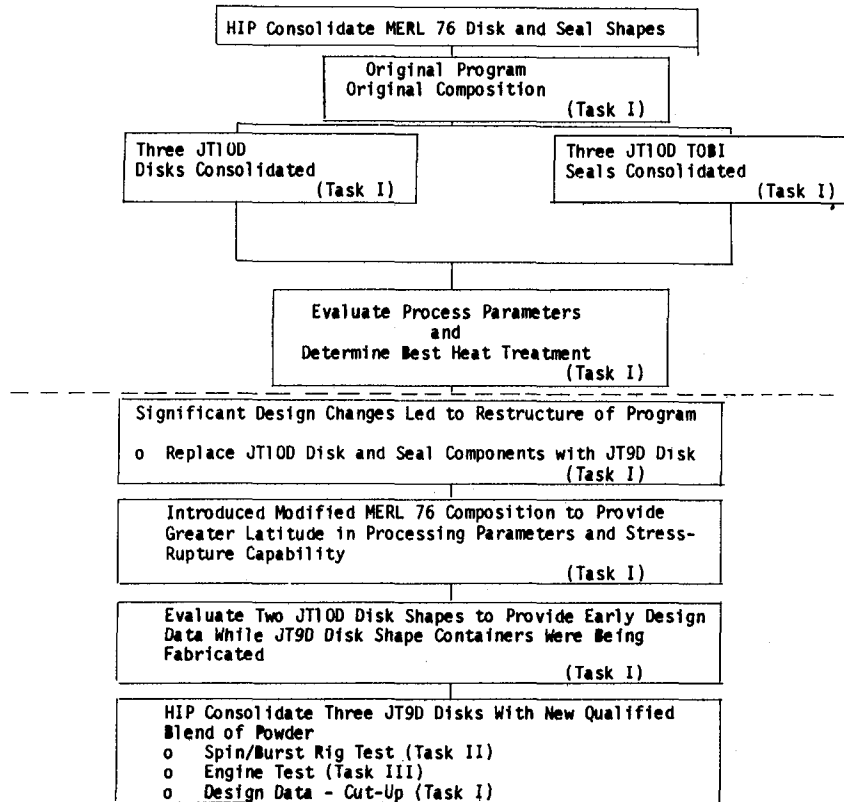 HIP Consolidate MERL 76 Disk and Seal Shapes
Original Program
Original Composition
(Task I)
Three JT10D
Disks Consolidated
(Task I)
Three JT10D TOBI
Seals Consolidated
(Task I)
Evaluate Process Parameters
and
Determine Best Heat Treatment
(Task I)
Significant Design Changes Led to Restructure of Program
o Replace JT10D Disk and Seal Components with JT9D Disk
(Task I)
Introduced Modified MERL 76 Composition to Provide
Greater Latitude in Processing Parameters and Stress-
Rupture Capability
(Task I)
Evaluate Two JT10D Disk Shapes to Provide Early Design
Data While JT9D Disk Shape Containers Were Being
Fabricated
(Task I)
HIP Consolidate Three JT9D Disks With New Qualified
Blend of Powder
o Spin/Burst Rig Test (Task II)
o Engine Test (Task III)
o Design Data - Cut-Up (Task I)